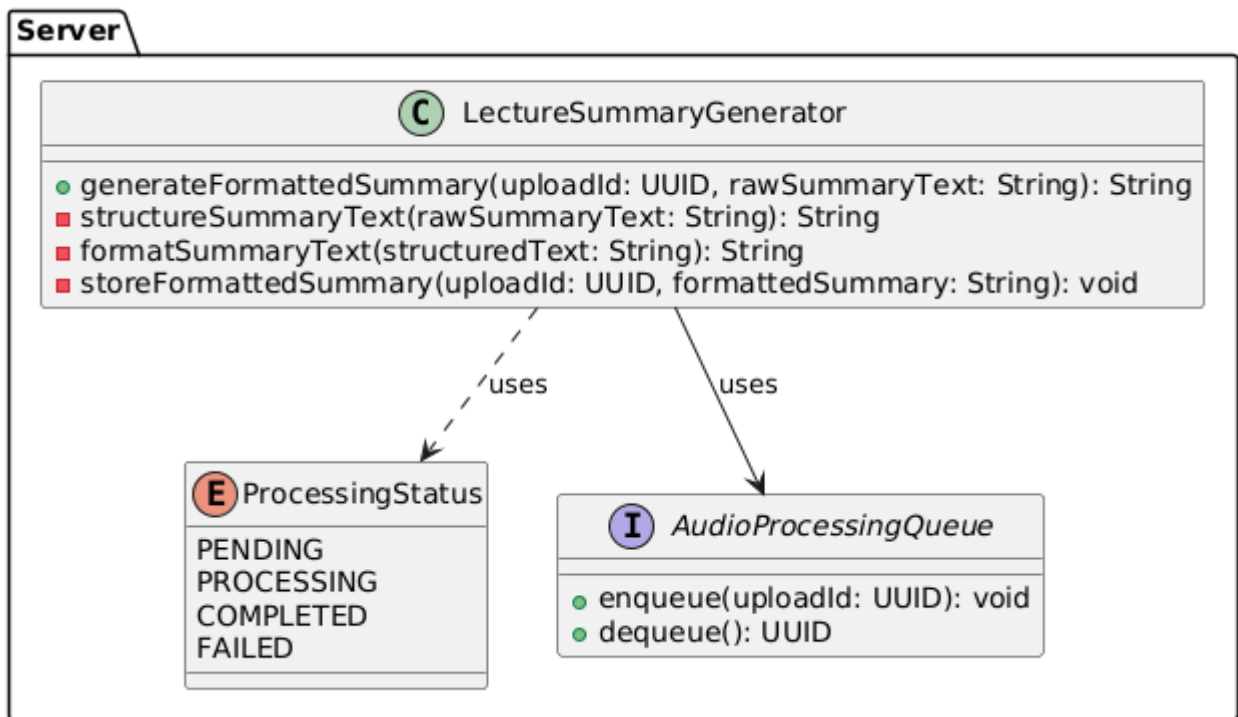 Server
C LectureSummaryGenerator
generateFormattedSummary(uploadId: UUID, rawSummaryText: String): String
structureSummaryText(rawSummaryText: String): String
formatSummaryText(structuredText: String): String
storeFormattedSummary(uploadId: UUID, formattedSummary: String): void
uses
uses
E ProcessingStatus
PENDING
PROCESSING
COMPLETED
FAILED
I AudioProcessingQueue
enqueue(uploadId: UUID): void
dequeue(): UUID